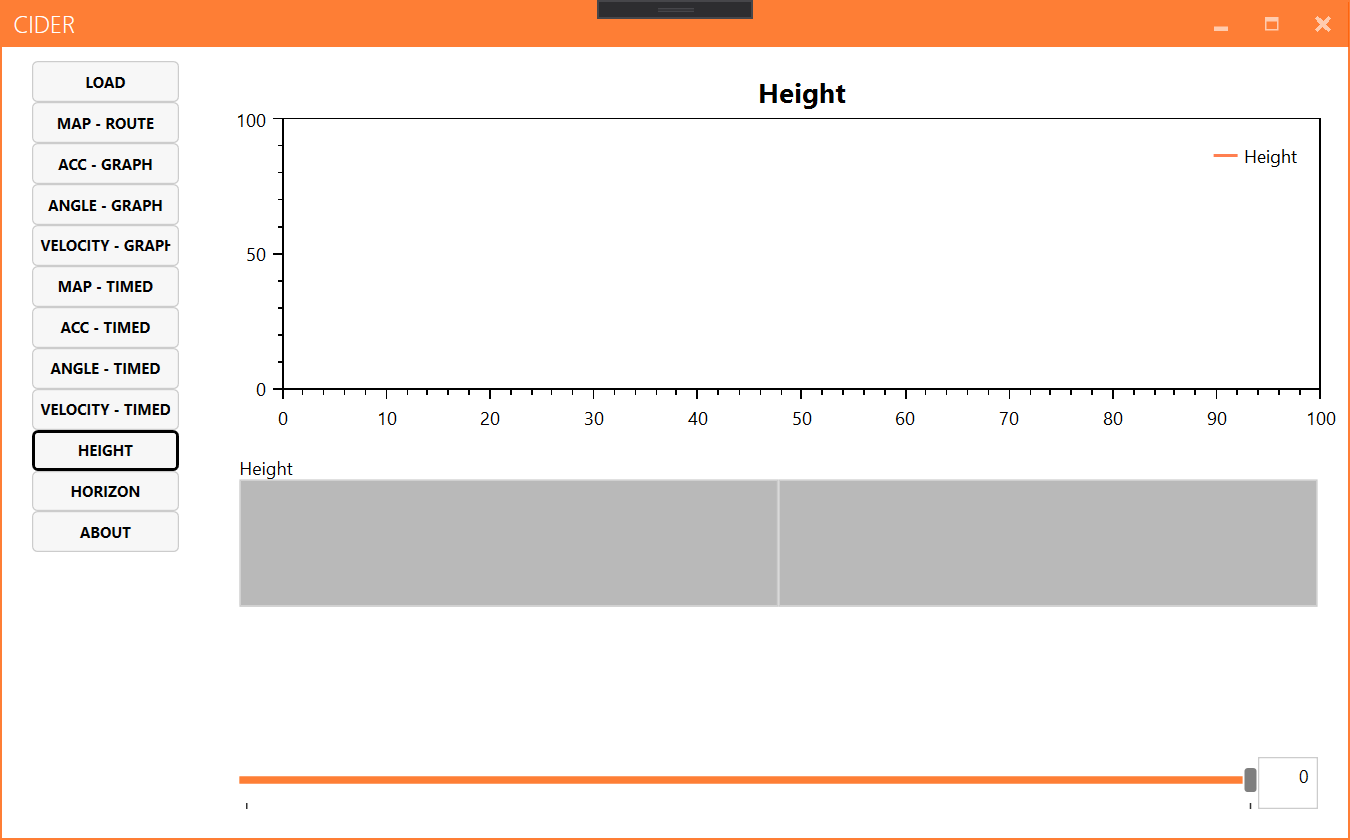 CIDER
LOAD
MAP - ROUTE
ACC - GRAPH
ANGLE - GRAPH
VELOCITY - GRAPH
MAP - TIMED
ACC - TIMED
ANGLE - TIMED
VELOCITY - TIMED
HEIGHT
HORIZON
ABOUT
Height
100
50
0
Height
0 10 20 30 40 50 60 70 80 90 100
Height
0